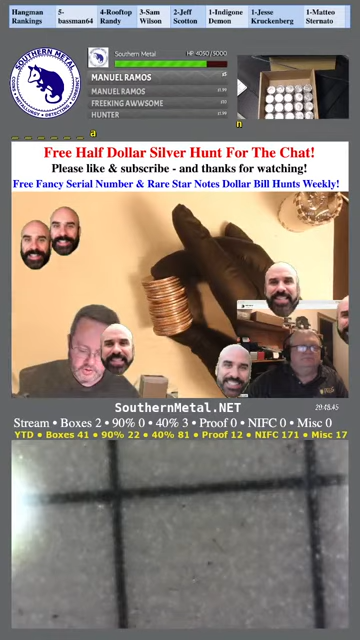 Hangman Rankings
5-bassman64
4-Rooftop Randy
3-Sam Wilson
2-Jeff Scotton
1-Indigone Demon
1-Jesse Kruckenberg
1-Matteo Sternato
SOUTHERN METAL
Southern Metal
HP: 4050/5000
MANUEL RAMOS
MANUEL RAMOS
FREEKING AWWSOME
HUNTER
a
n
Free Half Dollar Silver Hunt For The Chat!
Please like & subscribe - and thanks for watching!
Free Fancy Serial Number & Rare Star Notes Dollar Bill Hunts Weekly!
SouthernMetal.NET
Stream • Boxes 2 • 90% 0 • 40% 3 • Proof 0 • NIFC 0 • Misc 0
YTD • Boxes 41 • 90% 22 • 40% 81 • Proof 12 • NIFC 171 • Misc 17